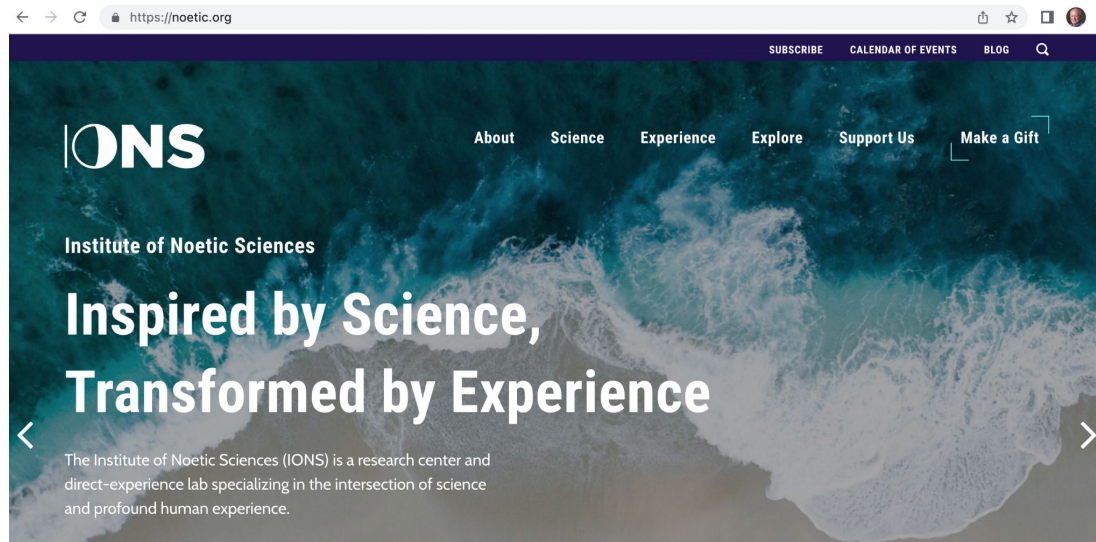 https://noetic.org
SUBSCRIBE CALENDAR OF EVENTS BLOG
IONS
About Science Experience Explore Support Us Make a Gift
Institute of Noetic Sciences
Inspired by Science,
Transformed by Experience
The Institute of Noetic Sciences (IONS) is a research center and
direct-experience lab specializing in the intersection of science
and profound human experience.